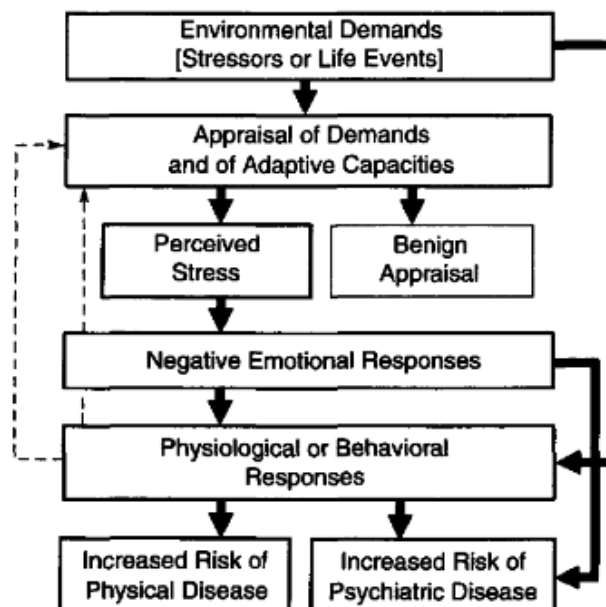 Environmental Demands
[Stressors or Life Events]
Appraisal of Demands
and of Adaptive Capacities
Perceived
Stress
Benign
Appraisal
Negative Emotional Responses
Physiological or Behavioral
Responses
Increased Risk of
Physical Disease
Increased Risk of
Psychiatric Disease